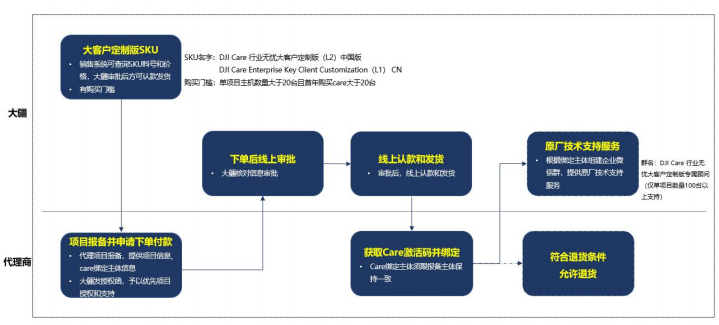 大客户定制版SKU
• 销售系统可查询SKU料号和价
格，大疆审批后方可认款发货
• 有购买门槛
SKU名字：DJI Care 行业无忧大客户定制版（L2）中国版
DJI Care Enterprise Key Client Customization（L1） CN
购买门槛：单项目主机数量大于20台且首年购买care大于20台
大疆
下单后线上审批
• 大疆核对信息审批
线上认款和发货
• 审批后，线上认款和发货
原厂技术支持服务
• 根据绑定主体组建企业微
信群，提供原厂技术支持
服务
群名：DJI Care 行业无
忧大客户定制版专属顾问
（仅单项目数量100台以
上支持）
代理商
项目报备并申请下单付款
• 代理项目报备，提供项目信息、
care绑定主体信息
• 大疆发授权函，予以优先项目
授权和支持
获取Care激活码并绑定
• Care绑定主体须跟报备主体保
持一致
符合退货条件
允许退货